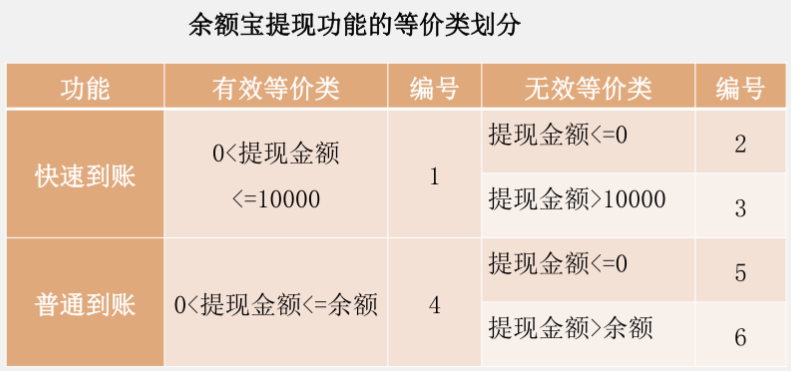 余额宝提现功能的等价类划分
功能 有效等价类 编号 无效等价类 编号
快速到账 0<提现金额 1 提现金额<=0 2
<=10000 提现金额>10000 3
普通到账 0<提现金额<=余额 4 提现金额<=0 5
提现金额>余额 6